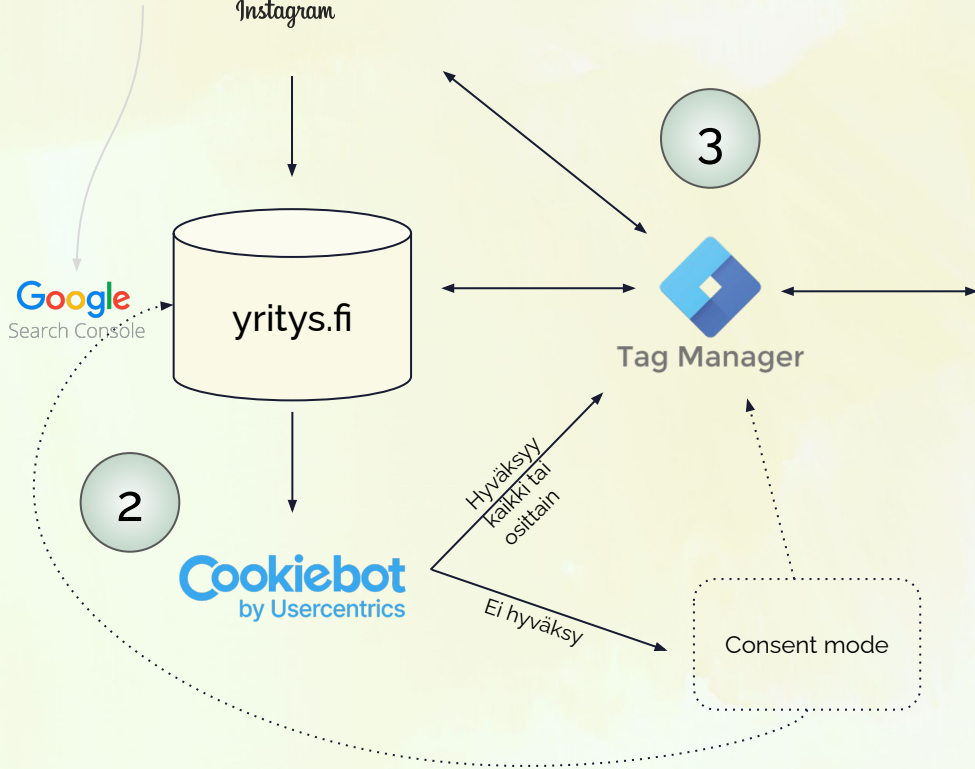 Instagram
3
Google
Search Console
yritys.fi
Tag Manager
Hyväksyy
kaikki tai
osittain
2
Cookiebot
by Usercentrics
Ei hyväksy
Consent mode